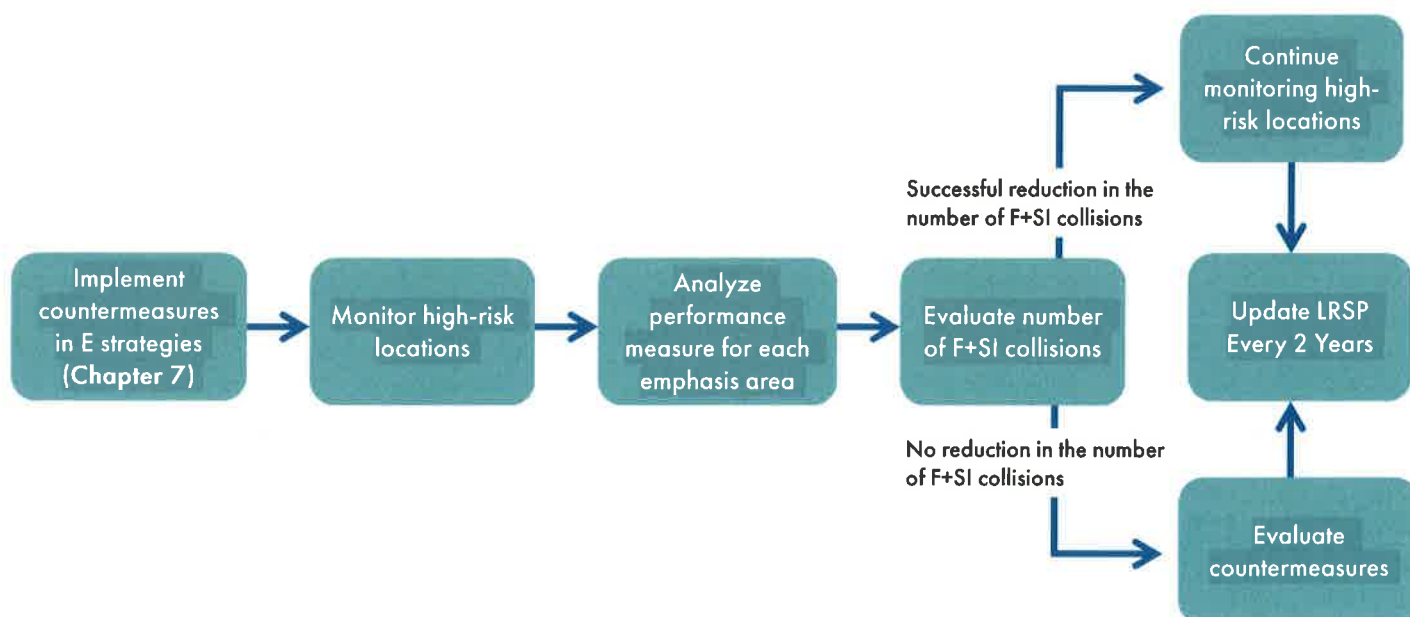 Implement
countermeasures
in E strategies
(Chapter 7)
Monitor high-risk
locations
Analyze
performance
measure for each
emphasis area
Evaluate number
of F+SI collisions
Successful reduction in the
number of F+SI collisions
Continue
monitoring high-
risk locations
No reduction in the number
of F+SI collisions
Evaluate
countermeasures
Update LRSP
Every 2 Years